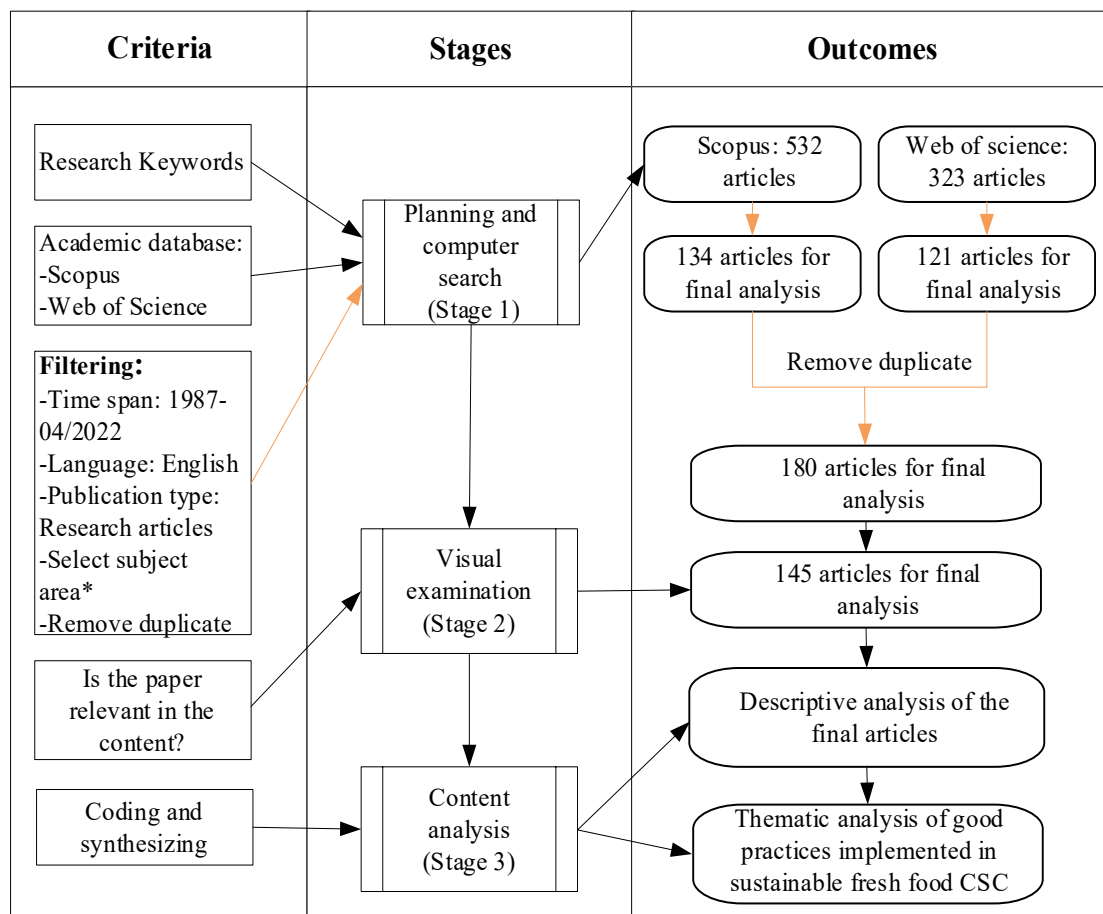 Criteria
Stages
Outcomes
Research Keywords
Academic database:
-Scopus
-Web of Science
Filtering:
-Time span: 1987-
04/2022
-Language: English
-Publication type:
Research articles
-Select subject
area*
-Remove duplicate
Is the paper
relevant in the
content?
Coding and
synthesizing
Planning and
computer
search
(Stage 1)
Visual
examination
(Stage 2)
Content
analysis
(Stage 3)
Scopus: 532
articles
Web of science:
323 articles
134 articles for
final analysis
121 articles for
final analysis
Remove duplicate
180 articles for final
analysis
145 articles for final
analysis
Descriptive analysis of the
final articles
Thematic analysis of good
practices implemented in
sustainable fresh food CSC